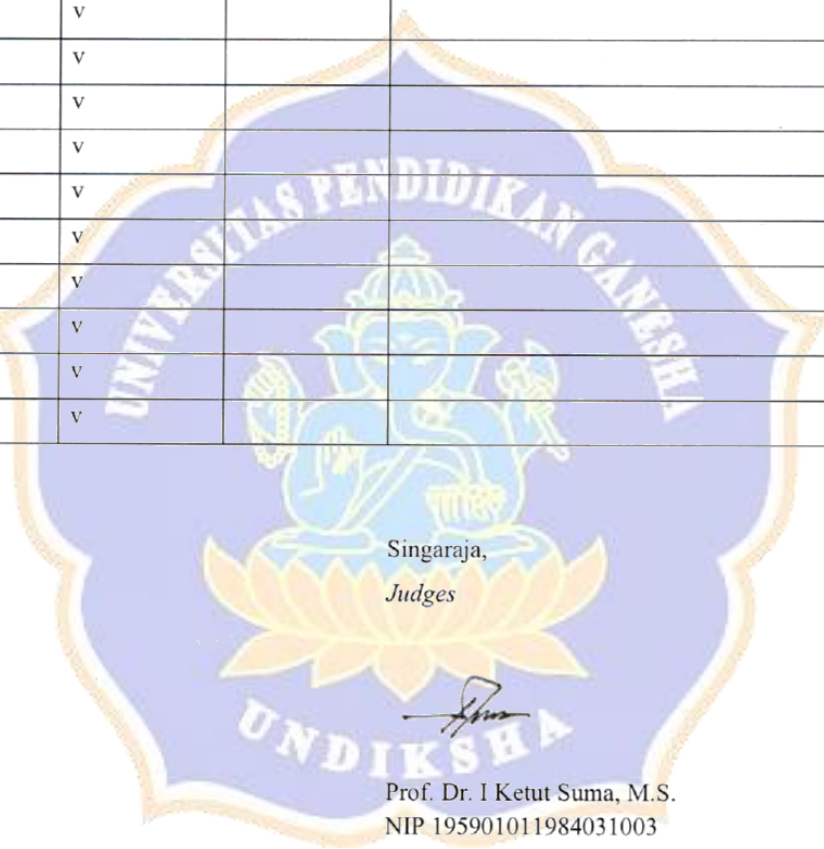 v
v
v
v
v
v
v
v
v
v
UNIVERSITAS PENDIDIKAN GANESHA
Singaraja,
Judges
UNDIKSHA
Prof. Dr. I Ketut Suma, M.S.
NIP 195901011984031003